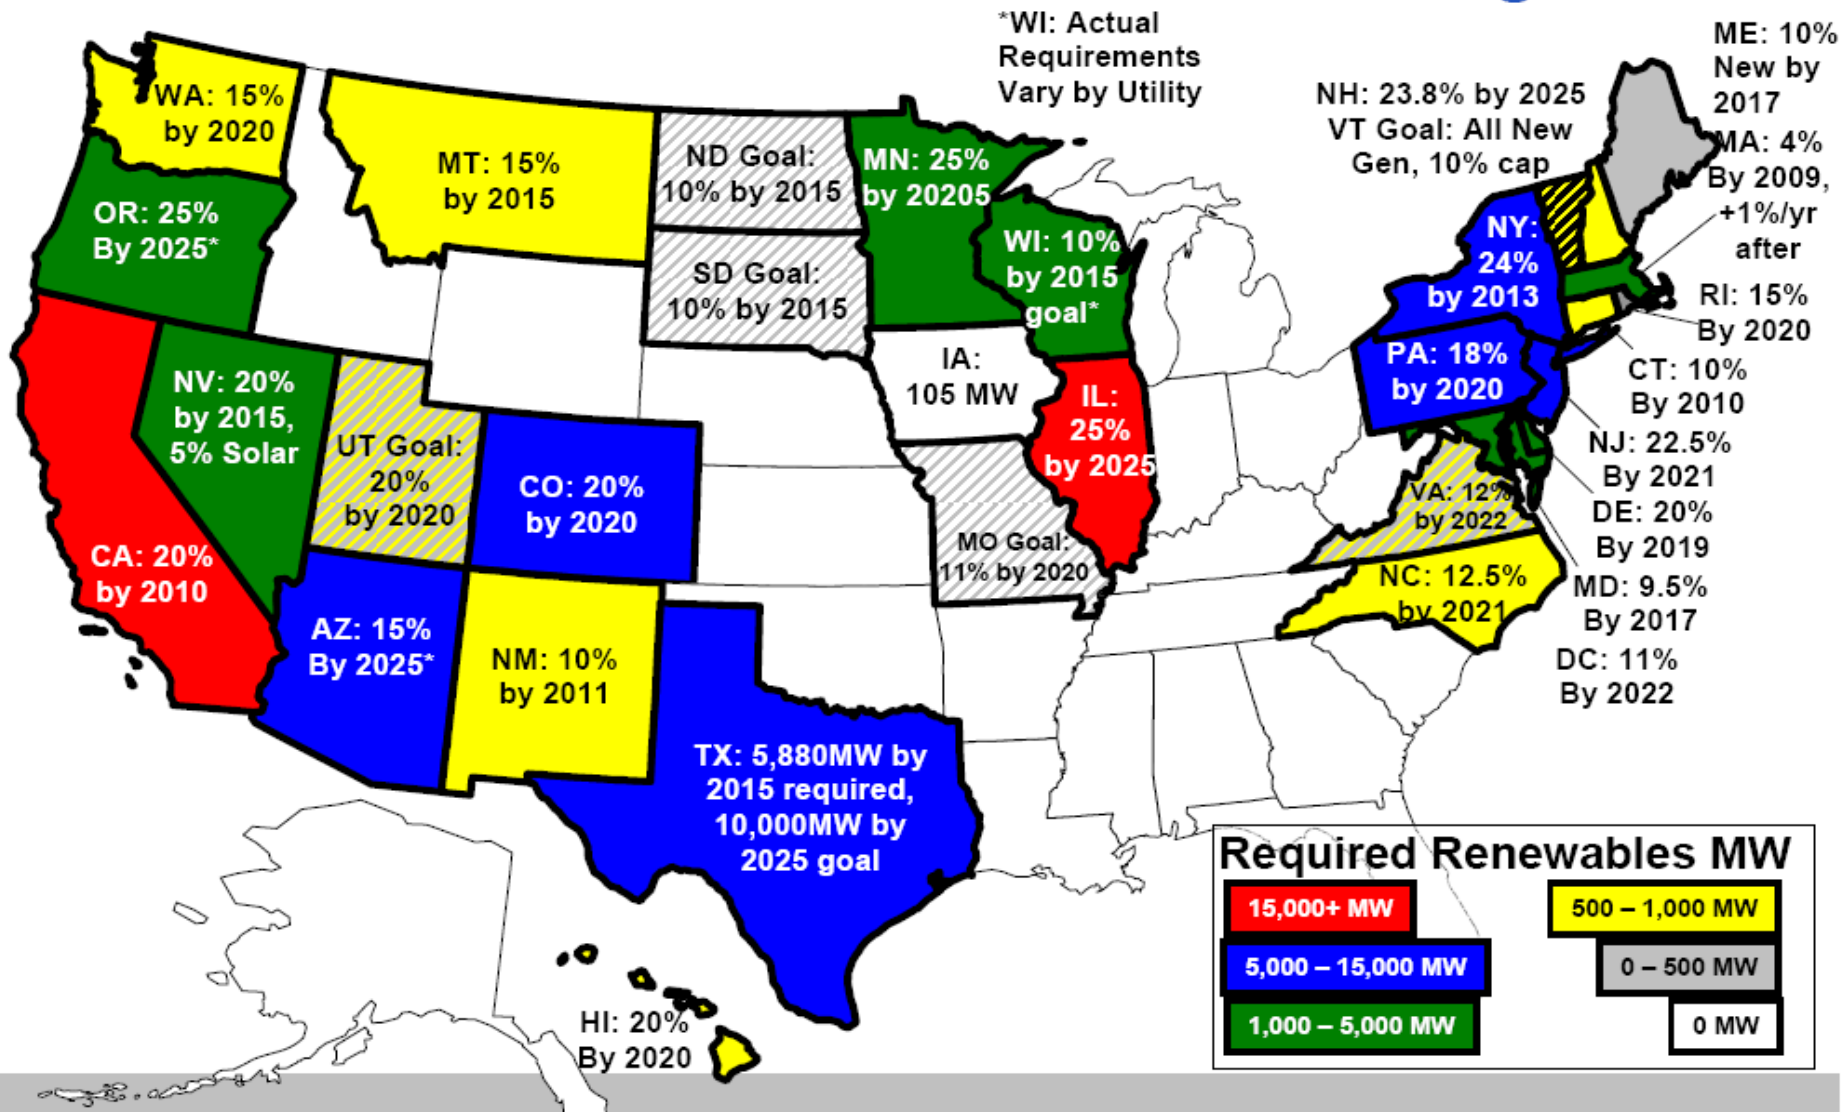 *WI: Actual
Requirements
Vary by Utility
ME: 10%
New by
2017
NH: 23.8% by 2025
VT Goal: All New
Gen, 10% cap
MA: 4%
By 2009,
+1%/yr
after
WA: 15%
by 2020
MT: 15%
by 2015
ND Goal:
10% by 2015
MN: 25%
by 20205
OR: 25%
By 2025*
SD Goal:
10% by 2015
WI: 10%
by 2015
goal*
NY:
24%
by 2013
RI: 15%
By 2020
PA: 18%
by 2020
CT: 10%
By 2010
IA:
105 MW
IL:
25%
by 2025
NV: 20%
by 2015,
5% Solar
UT Goal:
20%
by 2020
CO: 20%
by 2020
NJ: 22.5%
By 2021
VA: 12%
by 2022
DE: 20%
By 2019
CA: 20%
by 2010
MO Goal:
11% by 2020
NC: 12.5%
by 2021
MD: 9.5%
By 2017
AZ: 15%
By 2025*
NM: 10%
by 2011
DC: 11%
By 2022
TX: 5,880MW by
2015 required,
10,000MW by
2025 goal
HI: 20%
By 2020
Required Renewables MW
15,000+ MW
500 – 1,000 MW
5,000 – 15,000 MW
0 – 500 MW
1,000 – 5,000 MW
0 MW